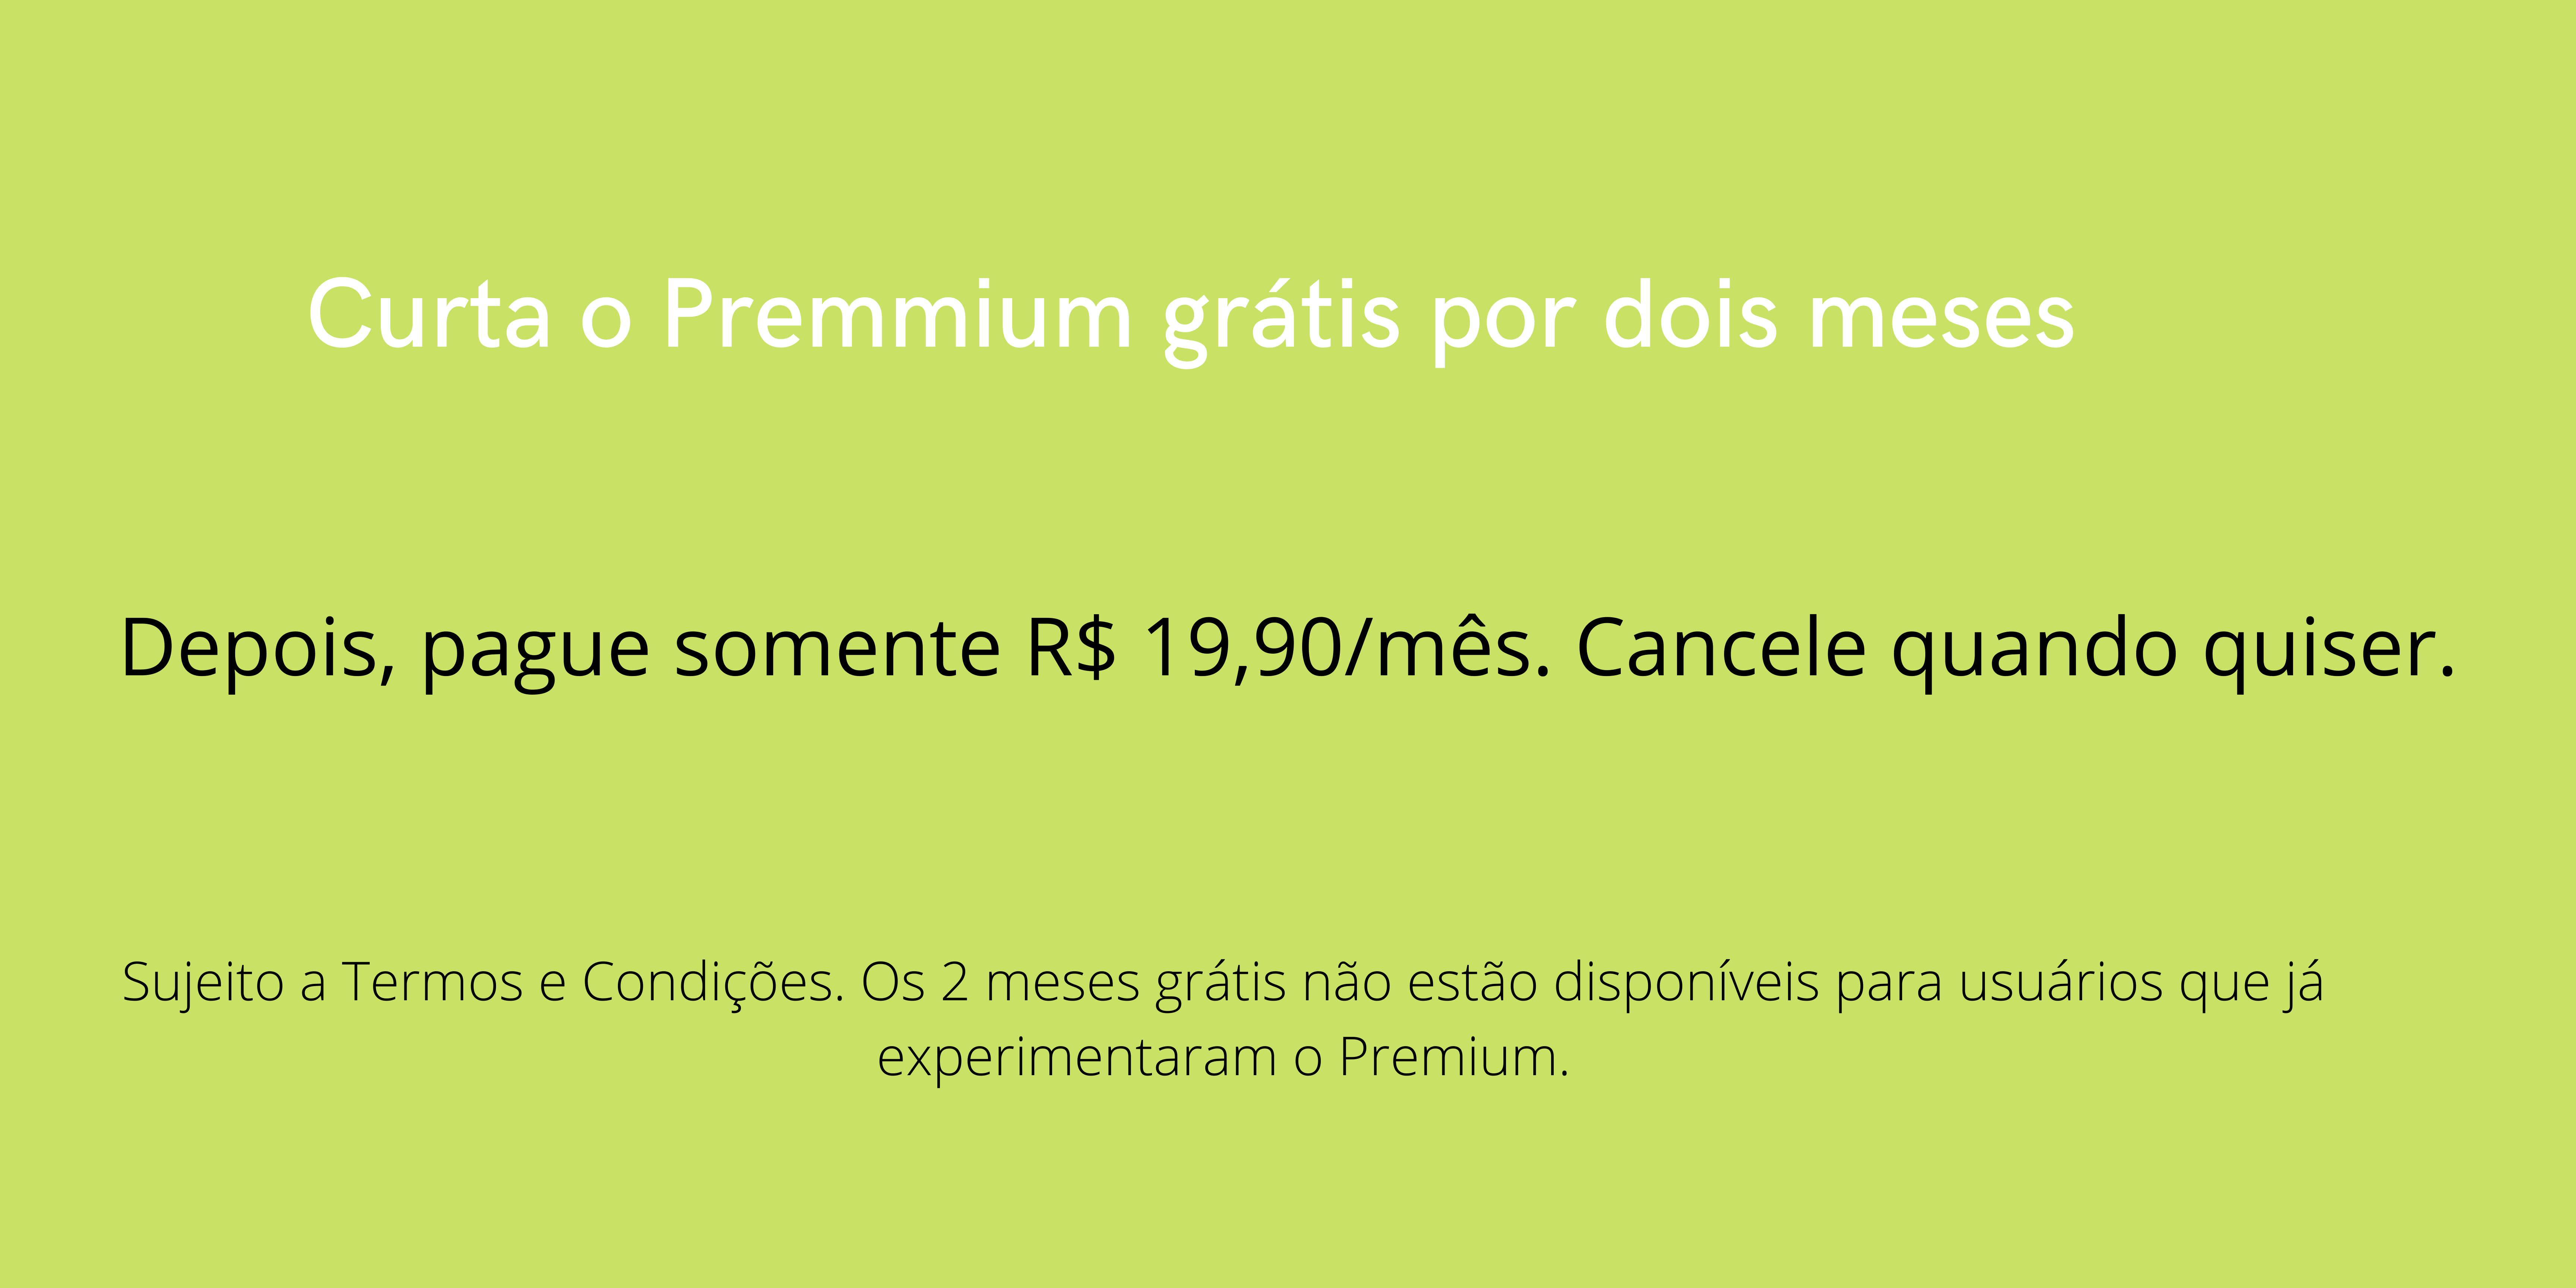 Curta o Premmium grátis por dois meses
Depois, pague somente R$ 19,90/mês. Cancele quando quiser.
Sujeito a Termos e Condições. Os 2 meses grátis não estão disponíveis para usuários que já
experimentaram o Premium.